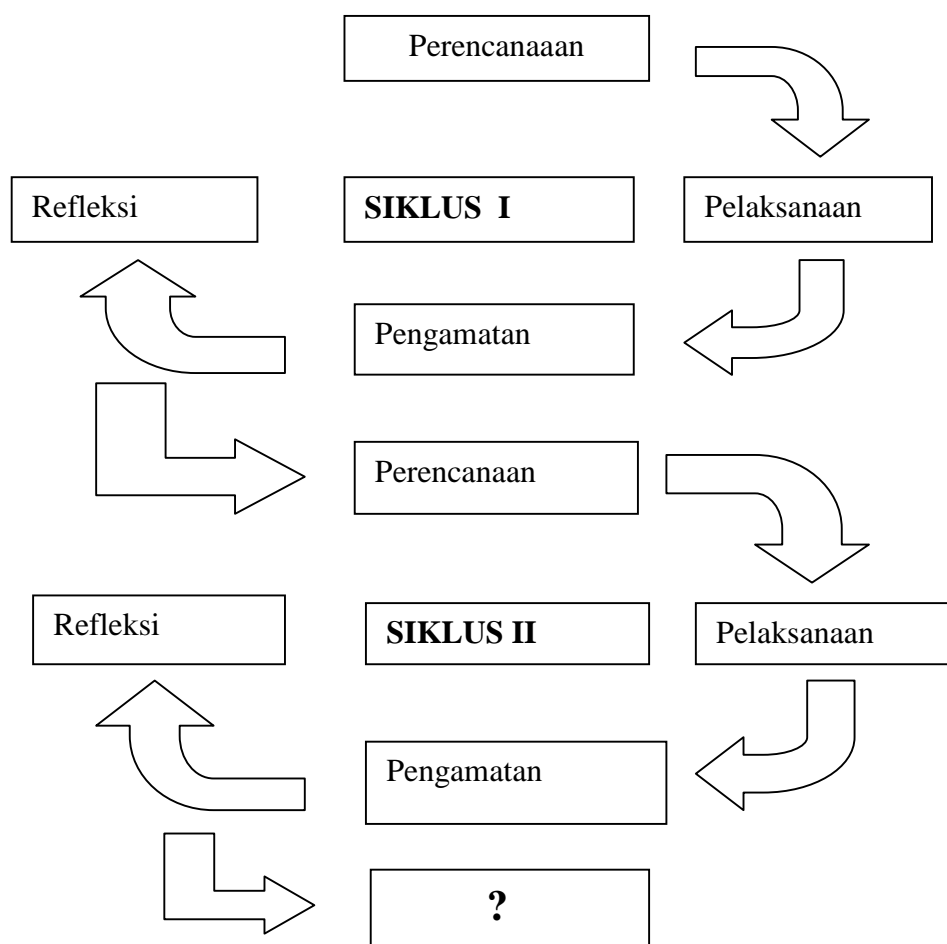 Perencanaaan
Refleksi
SIKLUS I
Pelaksanaan
Pengamatan
Perencanaan
Refleksi
SIKLUS II
Pelaksanaan
Pengamatan
?